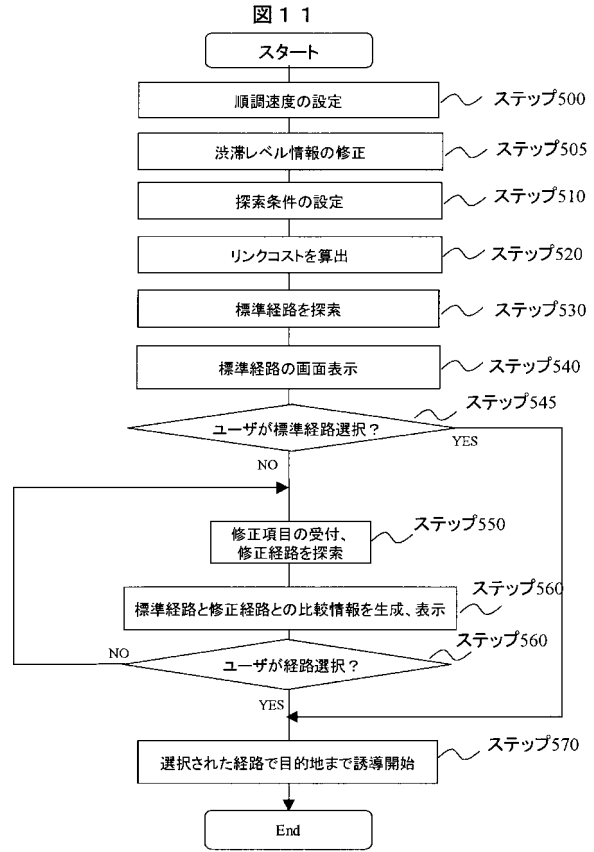 図１１
スタート
順調速度の設定
ステップ500
渋滞レベル情報の修正
ステップ505
探索条件の設定
ステップ510
リンクコストを算出
ステップ520
標準経路を探索
ステップ530
標準経路の画面表示
ステップ540
ステップ545
ユーザが標準経路選択？
YES
NO
修正項目の受付、
修正経路を探索
ステップ550
ステップ560
標準経路と修正経路との比較情報を生成、表示
ステップ560
ユーザが経路選択？
NO
YES
選択された経路で目的地まで誘導開始
ステップ570
End